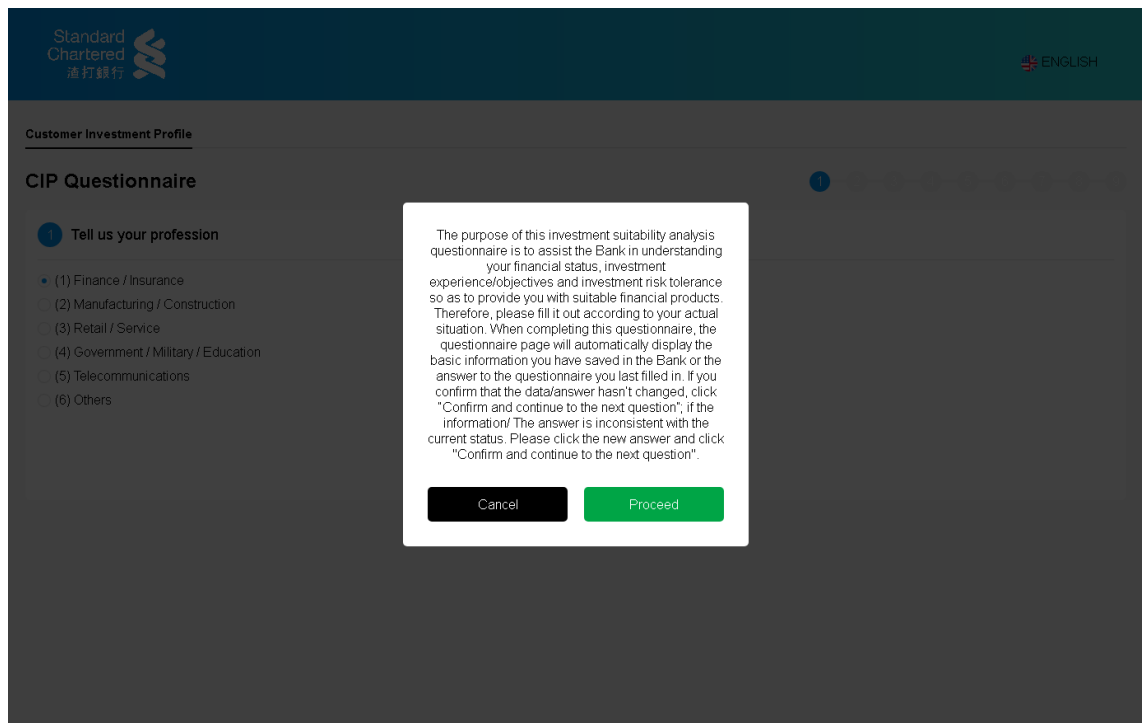 Standard
Chartered
渣打銀行
ENGLISH
Customer Investment Profile
CIP Questionnaire
1
1 Tell us your profession
(1) Finance / Insurance
(2) Manufacturing / Construction
(3) Retail / Service
(4) Government / Military / Education
(5) Telecommunications
(6) Others
The purpose of this investment suitability analysis
questionnaire is to assist the Bank in understanding
your financial status, investment
experience/objectives and investment risk tolerance
so as to provide you with suitable financial products.
Therefore, please fill it out according to your actual
situation. When completing this questionnaire, the
questionnaire page will automatically display the
basic information you have saved in the Bank or the
answer to the questionnaire you last filled in. If you
confirm that the data/answer hasn't changed, click
"Confirm and continue to the next question"; if the
information/ The answer is inconsistent with the
current status. Please click the new answer and click
"Confirm and continue to the next question".
Cancel
Proceed